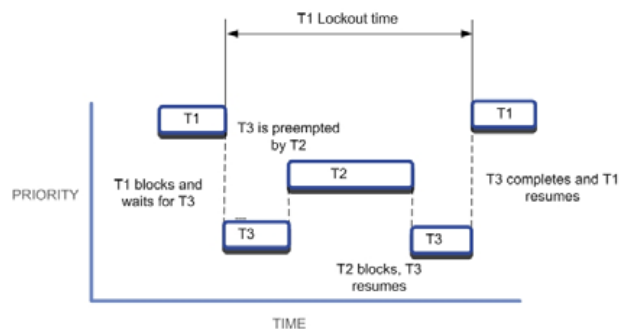 T1 Lockout time
T1
T1
T3 is preempted
by T2
T2
T1 blocks and
waits for T3
T3 completes and T1
resumes
PRIORITY
T3
T3
T2 blocks, T3
resumes
TIME